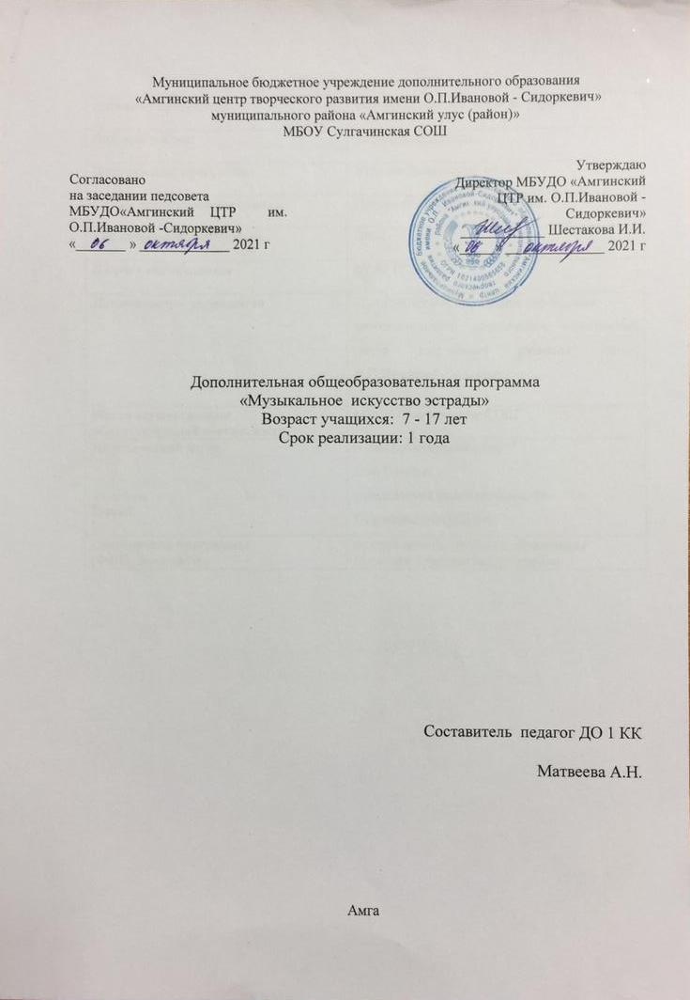 Муниципальное бюджетное учреждение дополнительного образования
«Амгинский центр творческого развития имени О.П.Ивановой - Сидоркевич»
муниципального района «Амгинский улус (район)»
МБОУ Сулгачинская СОШ
Согласовано
на заседании педсовета
МБУДО«Амгинский ЦТР им.
О.П.Ивановой -Сидоркевич»
« 06 » октября 2021 г
Утверждаю
Директор МБУДО «Амгинский
ЦТР им. О.П.Ивановой -
Сидоркевич»
Шестакова И.И.
« 06 » октября 2021 г
Дополнительная общеобразовательная программа
«Музыкальное искусство эстрады»
Возраст учащихся: 7 - 17 лет
Срок реализации: 1 года
Составитель педагог ДО 1 КК
Матвеева А.Н.
Амга